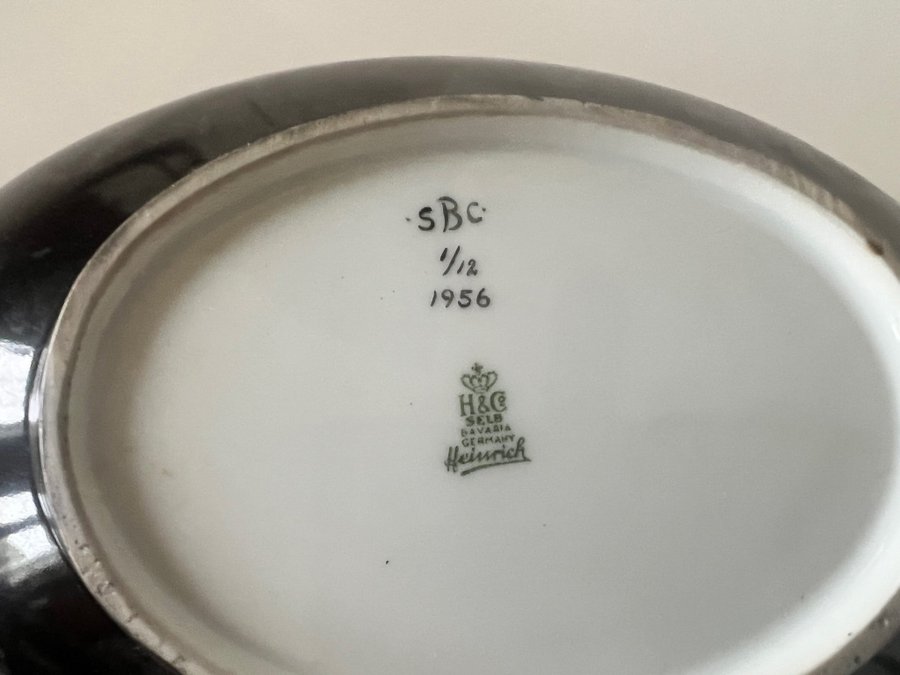 ·SBC·
1/12
1956
H&Co
SELB
BAVARIA
GERMANY
Heinrich